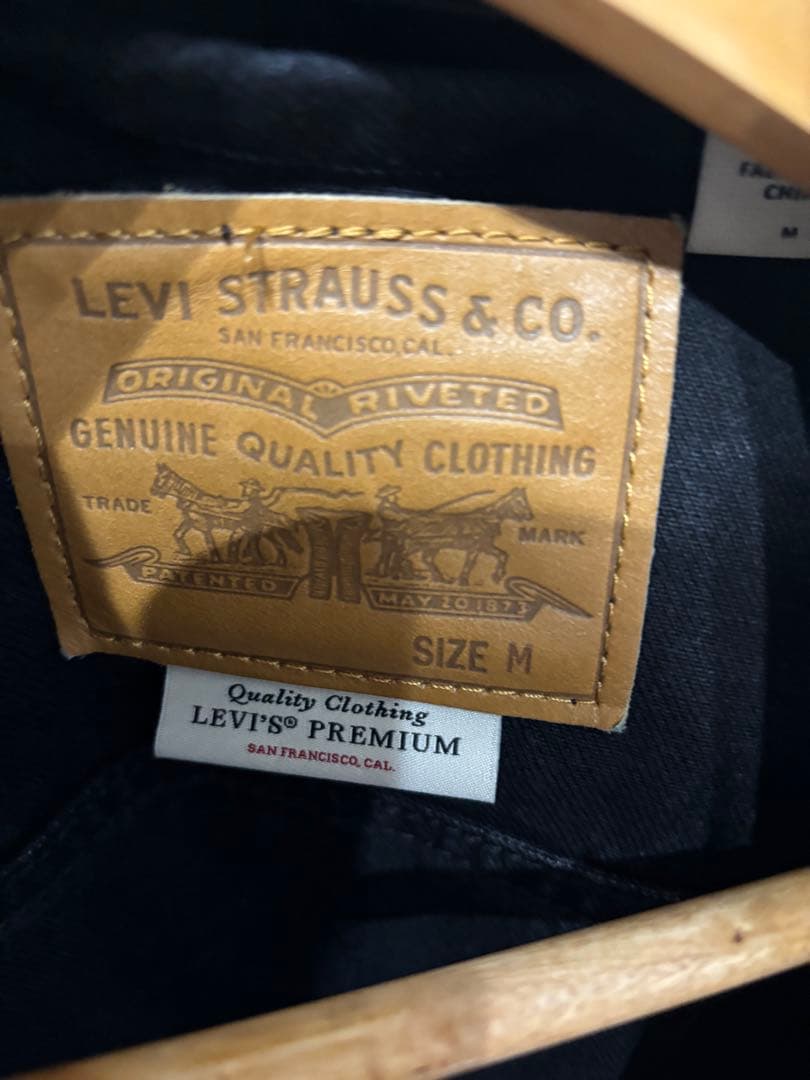 LEVI STRAUSS & CO.
SAN FRANCISCO, CAL.
ORIGINAL RIVETED
GENUINE QUALITY CLOTHING
TRADE MARK
PATENTED MAY 20 1873
SIZE M
Quality Clothing
LEVI'S® PREMIUM
SAN FRANCISCO, CAL.
M